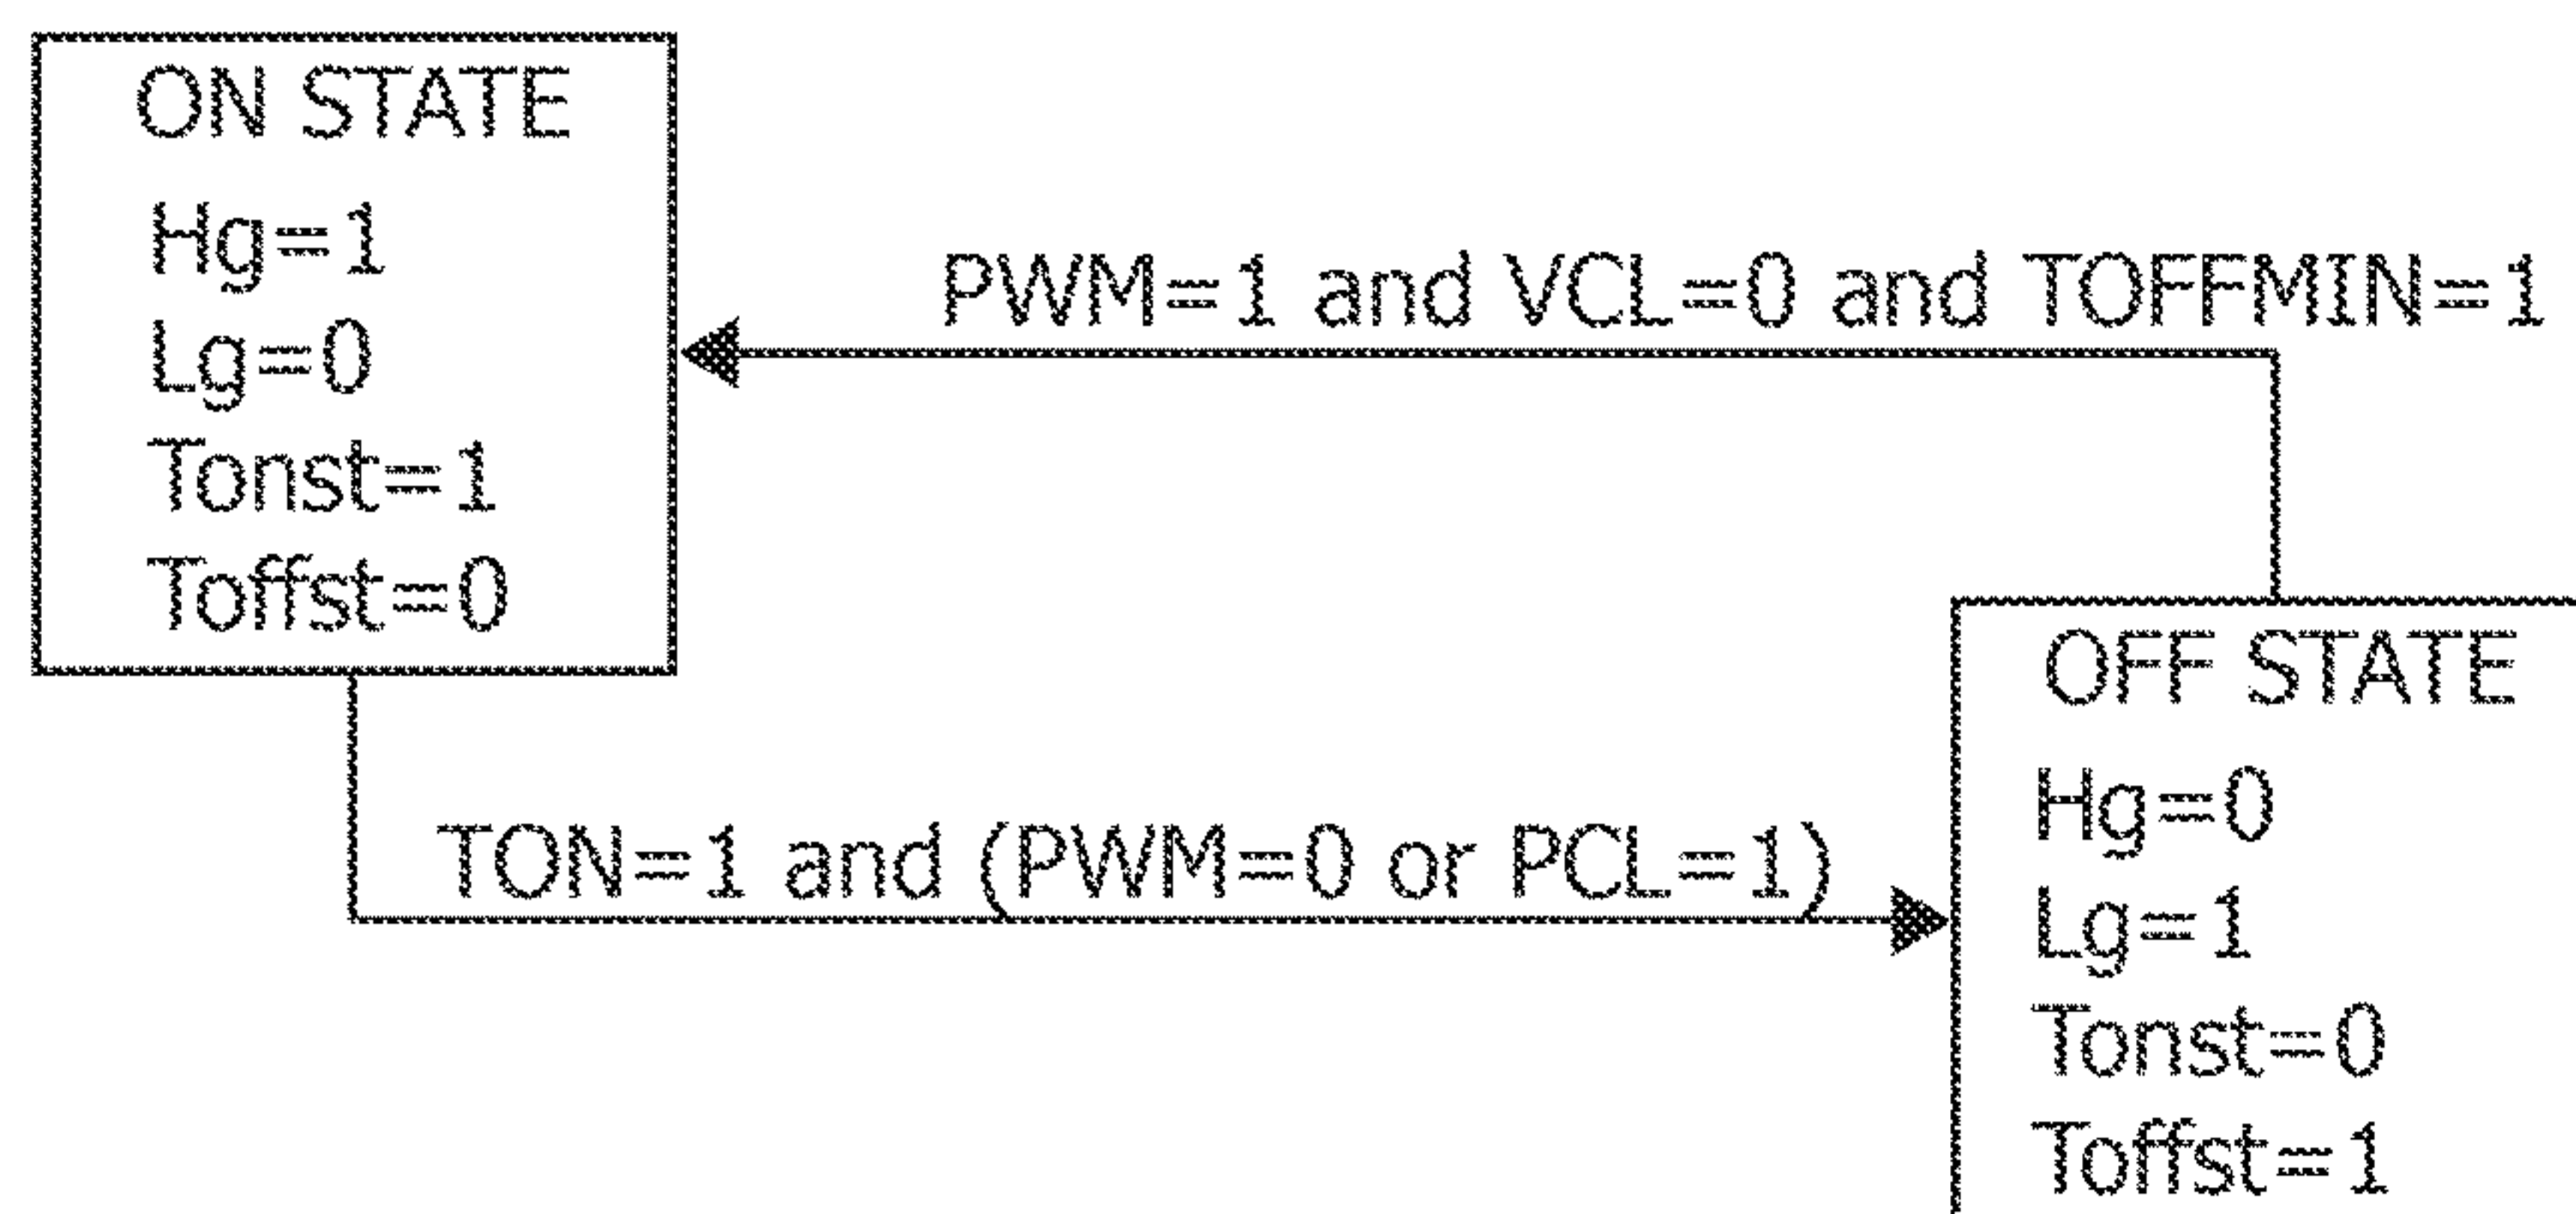 ON STATE
Hg=1
Lg=0
Tonst=1
Toffst=0
PWM=1 and VCL=0 and TOFFMIN=1
TON=1 and (PWM=0 or PCL=1)
OFF STATE
Hg=0
Lg=1
Tonst=0
Toffst=1